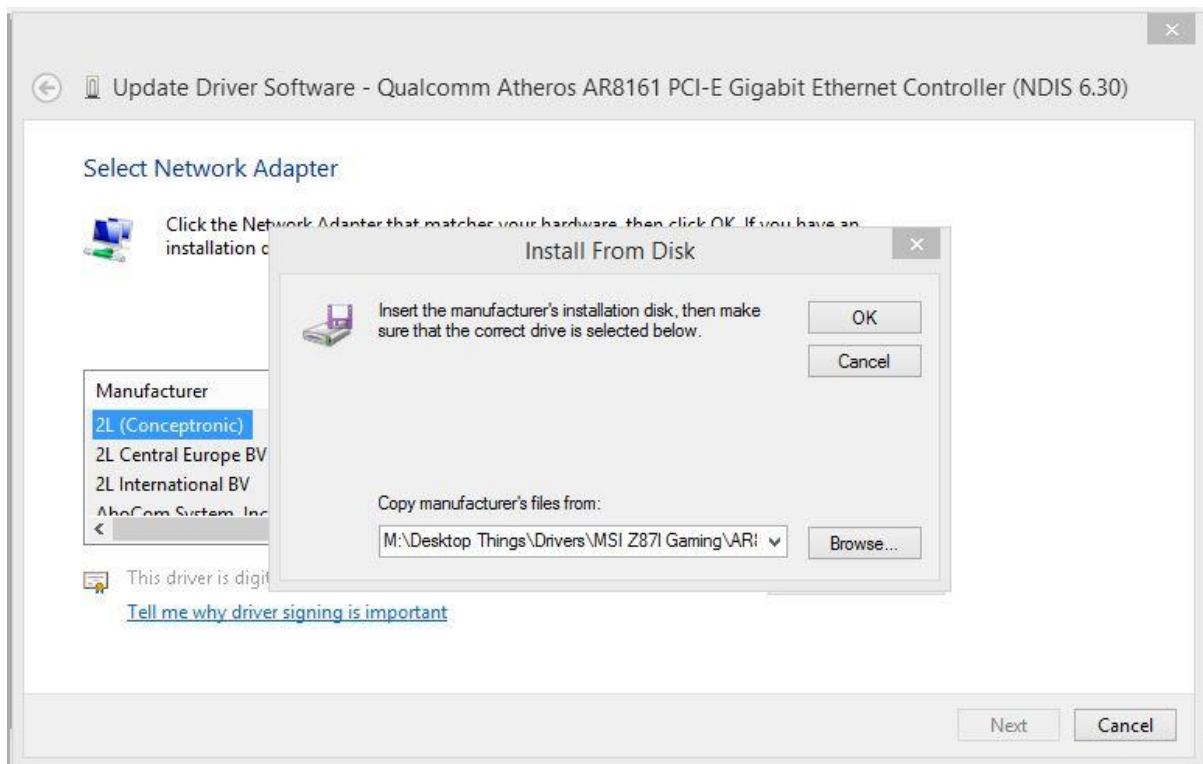 Update Driver Software - Qualcomm Atheros AR8161 PCI-E Gigabit Ethernet Controller (NDIS 6.30)
Select Network Adapter
Click the Network Adapter that matches your hardware, then click OK. If you have an
installation
Install From Disk
Insert the manufacturer's installation disk, then make
sure that the correct drive is selected below.
OK
Cancel
Manufacturer
2L (Conceptronic)
2L Central Europe BV
2L International BV
AboCom System, Inc
Copy manufacturer's files from:
M:\Desktop Things\Drivers\MSI Z87I Gaming\AR
Browse...
This driver is
Tell me why driver signing is important
Next
Cancel